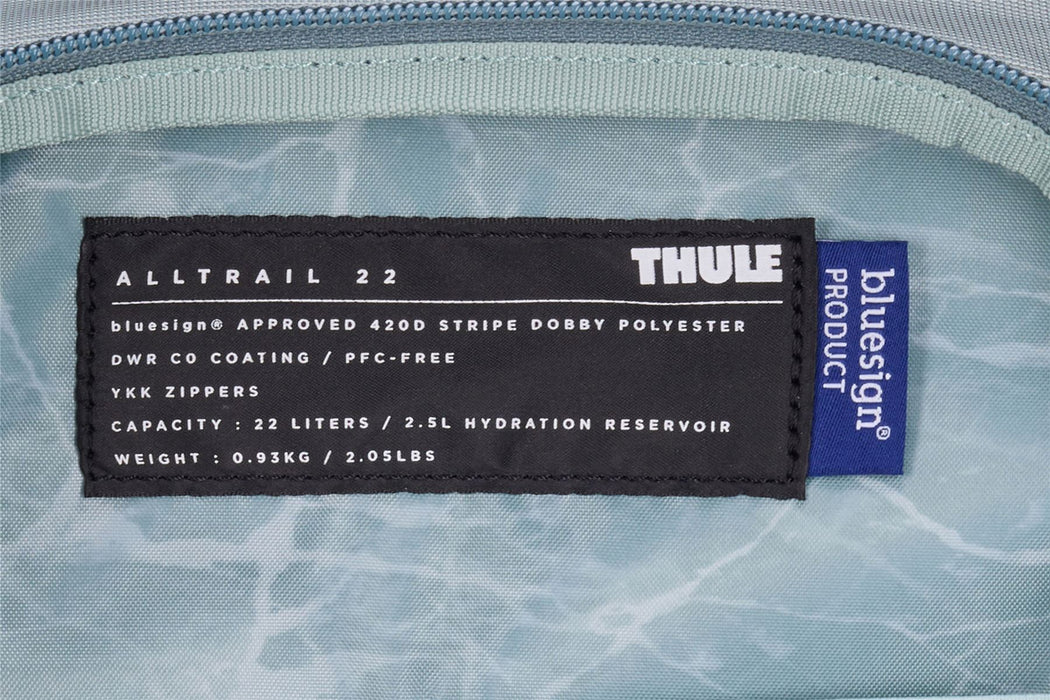 ALLTRAIL 22
THULE
bluesign® APPROVED 420D STRIPE DOBBY POLYESTER
DWR C0 COATING / PFC-FREE
YKK ZIPPERS
CAPACITY : 22 LITERS / 2.5L HYDRATION RESERVOIR
WEIGHT : 0.93KG / 2.05LBS
bluesign®
PRODUCT